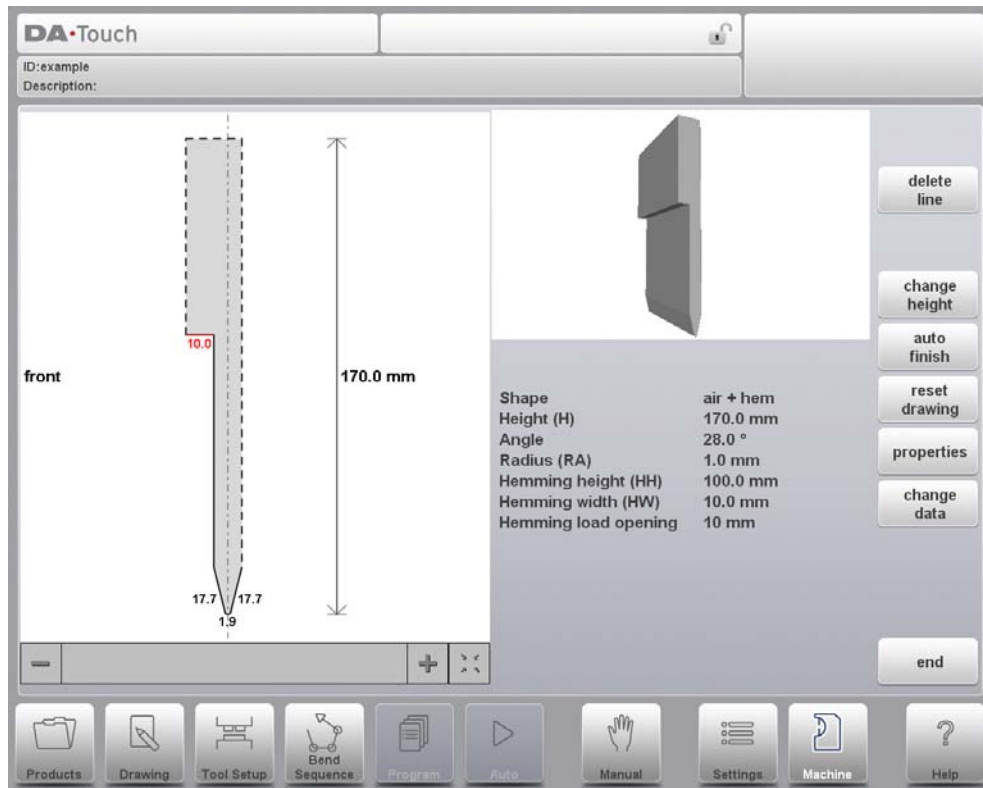 DA•Touch
ID:example
Description:
10.0
front
170.0 mm
17.7
17.7
1.9
Shape air + hem
Height (H) 170.0 mm
Angle 28.0 °
Radius (RA) 1.0 mm
Hemming height (HH) 100.0 mm
Hemming width (HW) 10.0 mm
Hemming load opening 10 mm
delete
line
change
height
auto
finish
reset
drawing
properties
change
data
end
Products
Drawing
Tool Setup
Bend
Sequence
Program
Auto
Manual
Settings
Machine
Help